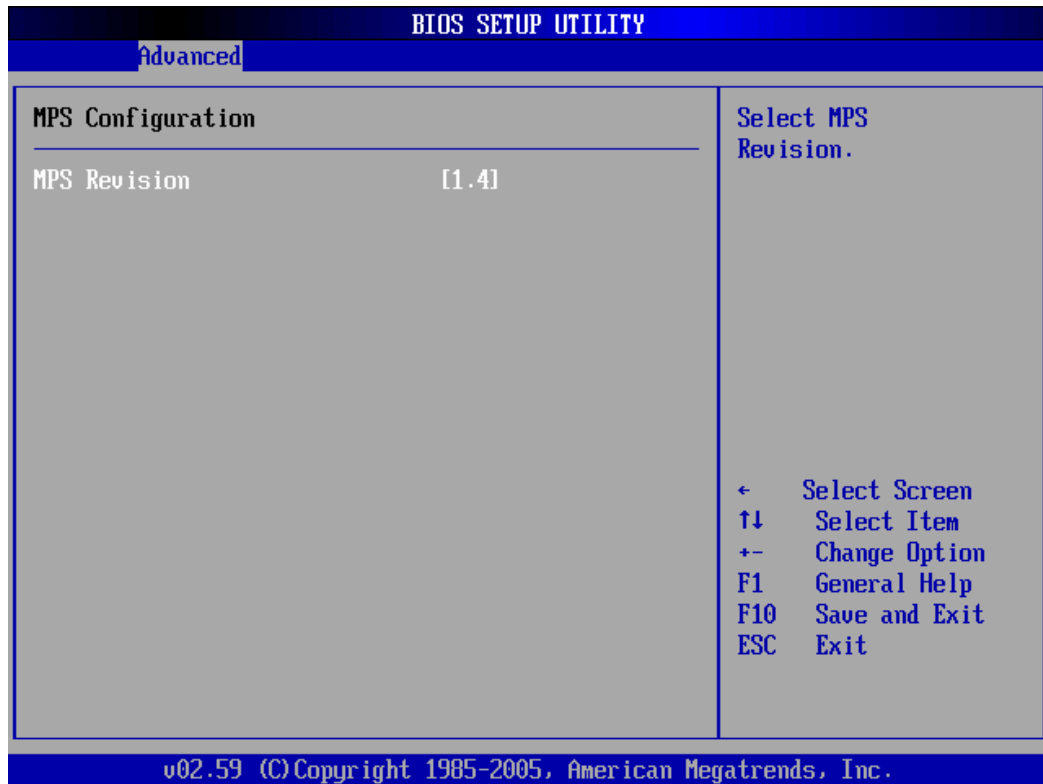 BIOS SETUP UTILITY
Advanced
MPS Configuration
MPS Revision [1.4]
Select MPS
Revision.
← Select Screen
↑↓ Select Item
+- Change Option
F1 General Help
F10 Save and Exit
ESC Exit
v02.59 (C)Copyright 1985-2005, American Megatrends, Inc.